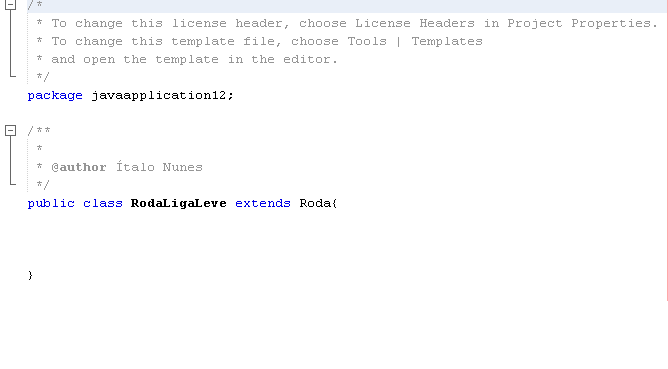 /*
* To change this license header, choose License Headers in Project Properties.
* To change this template file, choose Tools | Templates
* and open the template in the editor.
*/
package javaapplication12;
/**
*
* @author Ítalo Nunes
*/
public class RodaLigaLeve extends Roda{
}